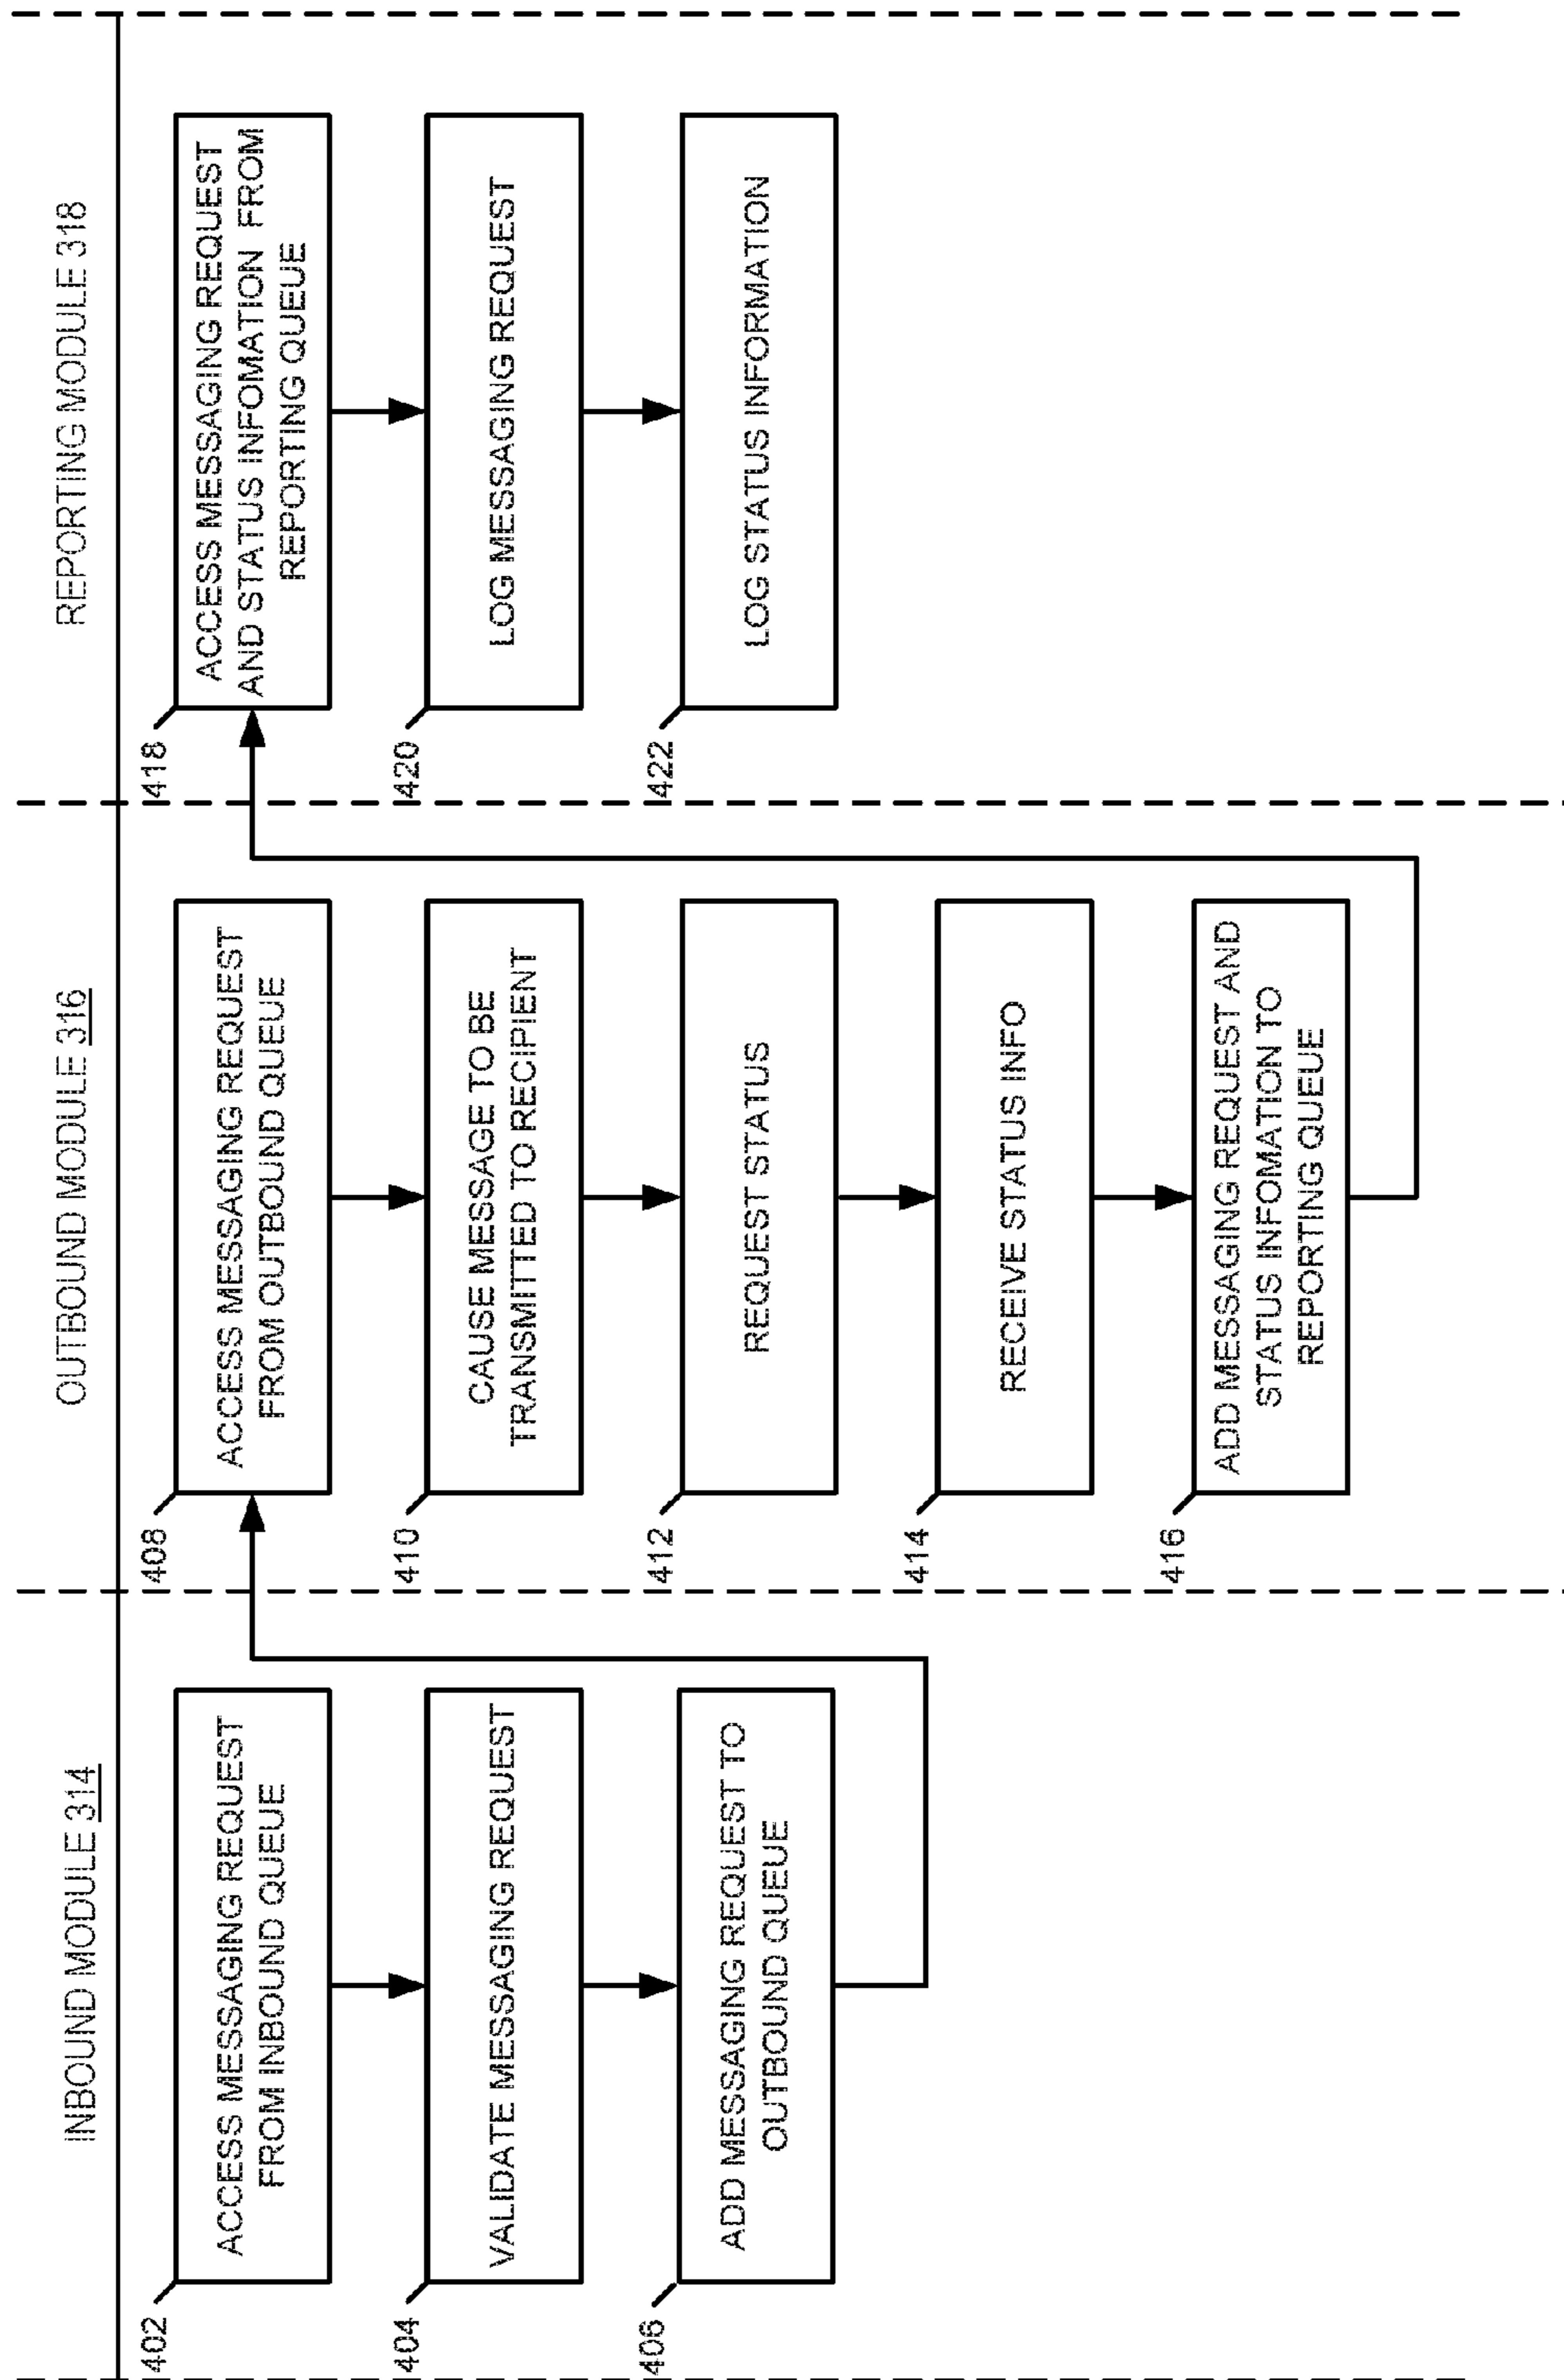 INBOUND MODULE 314
402
ACCESS MESSAGING REQUEST
FROM INBOUND QUEUE
404
VALIDATE MESSAGING REQUEST
406
ADD MESSAGING REQUEST TO
OUTBOUND QUEUE
OUTBOUND MODULE 316
408
ACCESS MESSAGING REQUEST
FROM OUTBOUND QUEUE
410
CAUSE MESSAGE TO BE
TRANSMITTED TO RECIPIENT
412
REQUEST STATUS
414
RECEIVE STATUS INFO
416
ADD MESSAGING REQUEST AND
STATUS INFOMATION TO
REPORTING QUEUE
REPORTING MODULE 318
418
ACCESS MESSAGING REQUEST
AND STATUS INFOMATION FROM
REPORTING QUEUE
420
LOG MESSAGING REQUEST
422
LOG STATUS INFORMATION